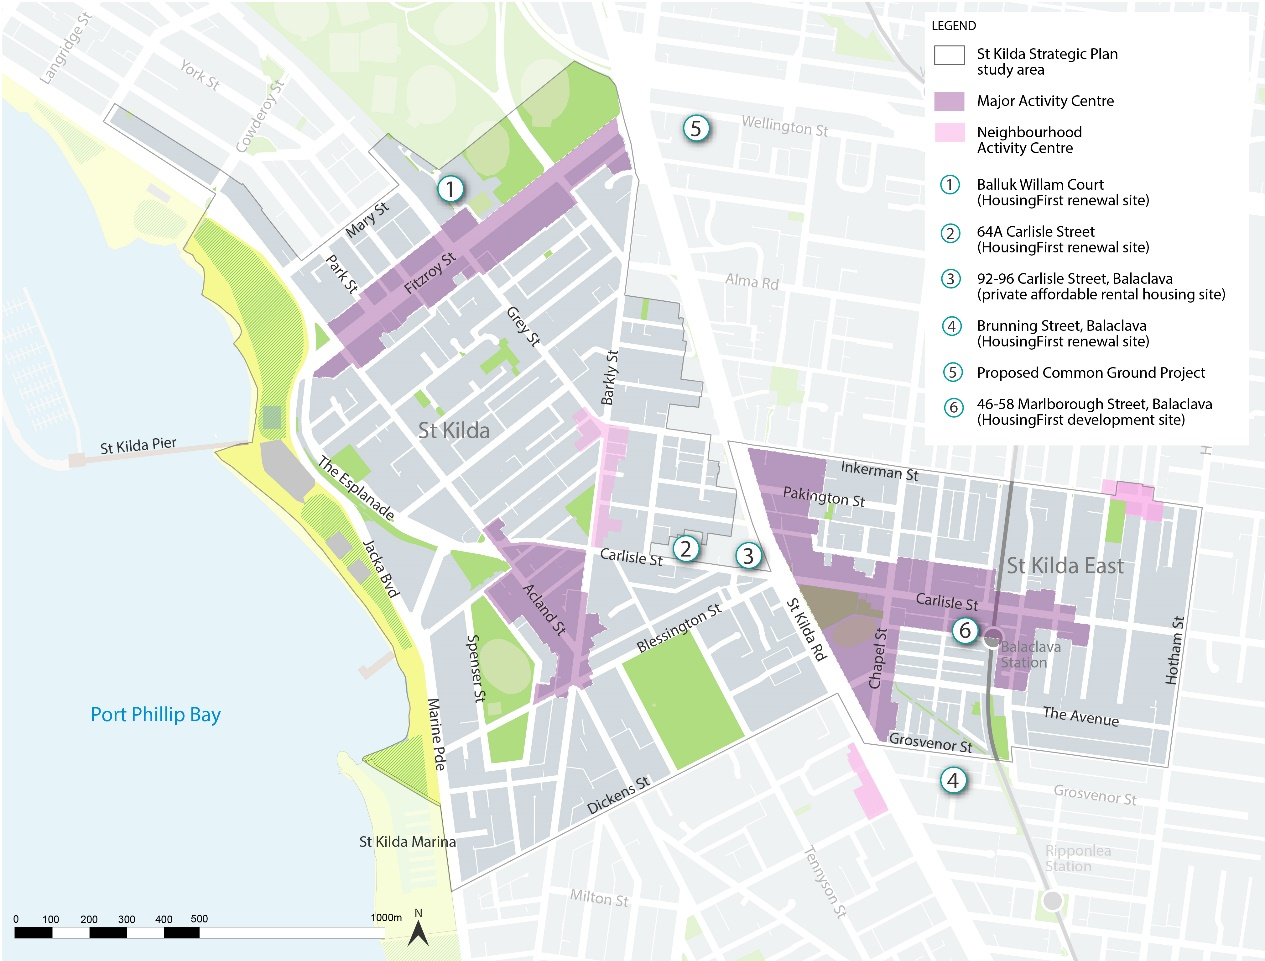 LEGEND
St Kilda Strategic Plan
study area
Major Activity Centre
Neighbourhood
Activity Centre
1 Balluk Willam Court
(HousingFirst renewal site)
2 64A Carlisle Street
(HousingFirst renewal site)
3 92-96 Carlisle Street, Balaclava
(private affordable rental housing site)
4 Brunning Street, Balaclava
(HousingFirst renewal site)
5 Proposed Common Ground Project
6 46-58 Marlborough Street, Balaclava
(HousingFirst development site)
Langridge St
York St
Cowderoy St
5
Wellington St
1
Mary St
Park St
Fitzroy St
Alma Rd
Grey St
Barkly St
St Kilda
St Kilda Pier
The Esplanade
Inkerman St
Pakington St
Jacka Bvd
Carlisle St
2
3
St Kilda East
Acland St
Carlisle St
St Kilda Rd
Blessington St
6
Balaclava
Station
Spenser St
Chapel St
Hotham St
Port Phillip Bay
Marine Pde
The Avenue
Grosvenor St
4
Dickens St
Grosvenor St
St Kilda Marina
Ripponlea
Station
Tennyson St
Milton St
0 100 200 300 400 500 1000m
N
H